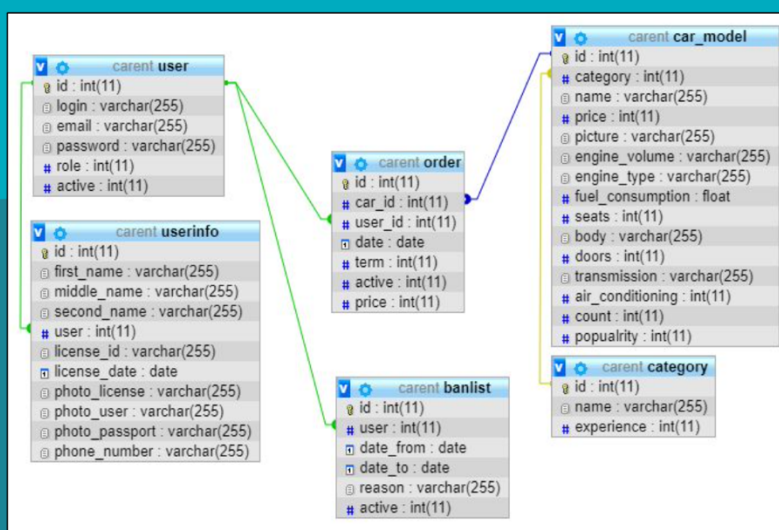 carent user
id : int(11)
login : varchar(255)
email : varchar(255)
password : varchar(255)
role : int(11)
active : int(11)
carent userinfo
id : int(11)
first_name : varchar(255)
middle_name : varchar(255)
second_name : varchar(255)
user : int(11)
license_id : varchar(255)
license_date : date
photo_license : varchar(255)
photo_user : varchar(255)
photo_passport : varchar(255)
phone_number : varchar(255)
carent order
id : int(11)
car_id : int(11)
user_id : int(11)
date : date
term : int(11)
active : int(11)
price : int(11)
carent banlist
id : int(11)
user : int(11)
date_from : date
date_to : date
reason : varchar(255)
active : int(11)
carent car_model
id : int(11)
category : int(11)
name : varchar(255)
price : int(11)
picture : varchar(255)
engine_volume : varchar(255)
engine_type : varchar(255)
fuel_consumption : float
seats : int(11)
body : varchar(255)
doors : int(11)
transmission : varchar(255)
air_conditioning : int(11)
count : int(11)
popualrity : int(11)
carent category
id : int(11)
name : varchar(255)
experience : int(11)